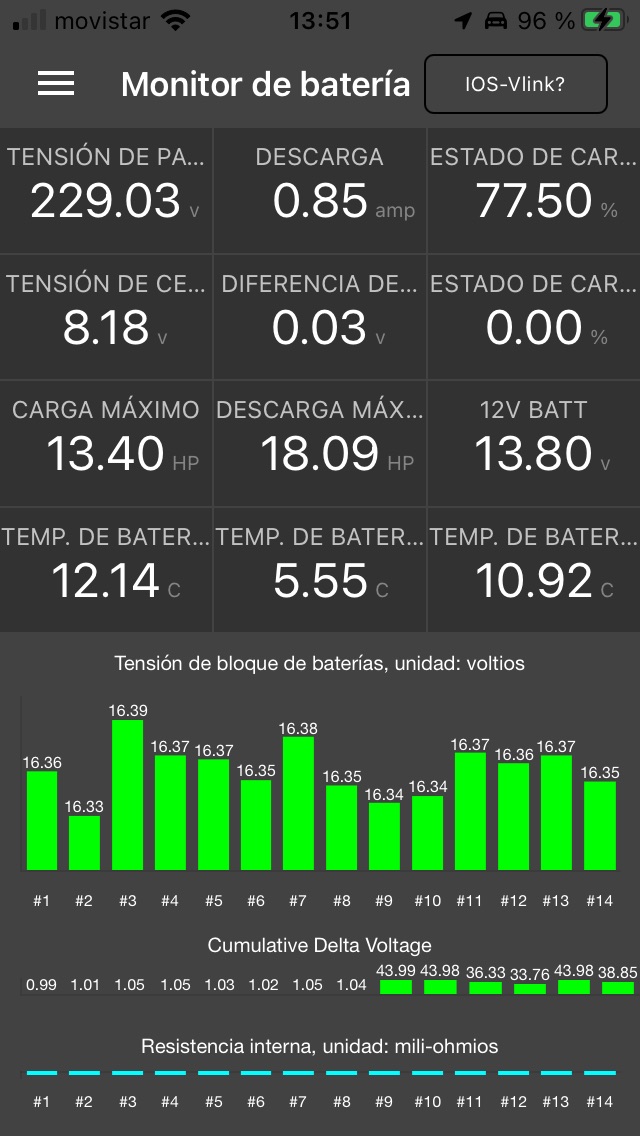 movistar 13:51 96 %
Monitor de batería IOS-Vlink?
TENSIÓN DE PA... DESCARGA ESTADO DE CAR...
229.03 v 0.85 amp 77.50 %
TENSIÓN DE CE... DIFERENCIA DE... ESTADO DE CAR...
8.18 v 0.03 v 0.00 %
CARGA MÁXIMO DESCARGA MÁX... 12V BATT
13.40 HP 18.09 HP 13.80 v
TEMP. DE BATER... TEMP. DE BATER... TEMP. DE BATER...
12.14 C 5.55 C 10.92 C
Tensión de bloque de baterías, unidad: voltios
16.36 16.33 16.39 16.37 16.37 16.35 16.38 16.35 16.34 16.34 16.37 16.36 16.37 16.35
#1 #2 #3 #4 #5 #6 #7 #8 #9 #10 #11 #12 #13 #14
Cumulative Delta Voltage
0.99 1.01 1.05 1.05 1.03 1.02 1.05 1.04 43.99 43.98 36.33 33.76 43.98 38.85
Resistencia interna, unidad: mili-ohmios
#1 #2 #3 #4 #5 #6 #7 #8 #9 #10 #11 #12 #13 #14